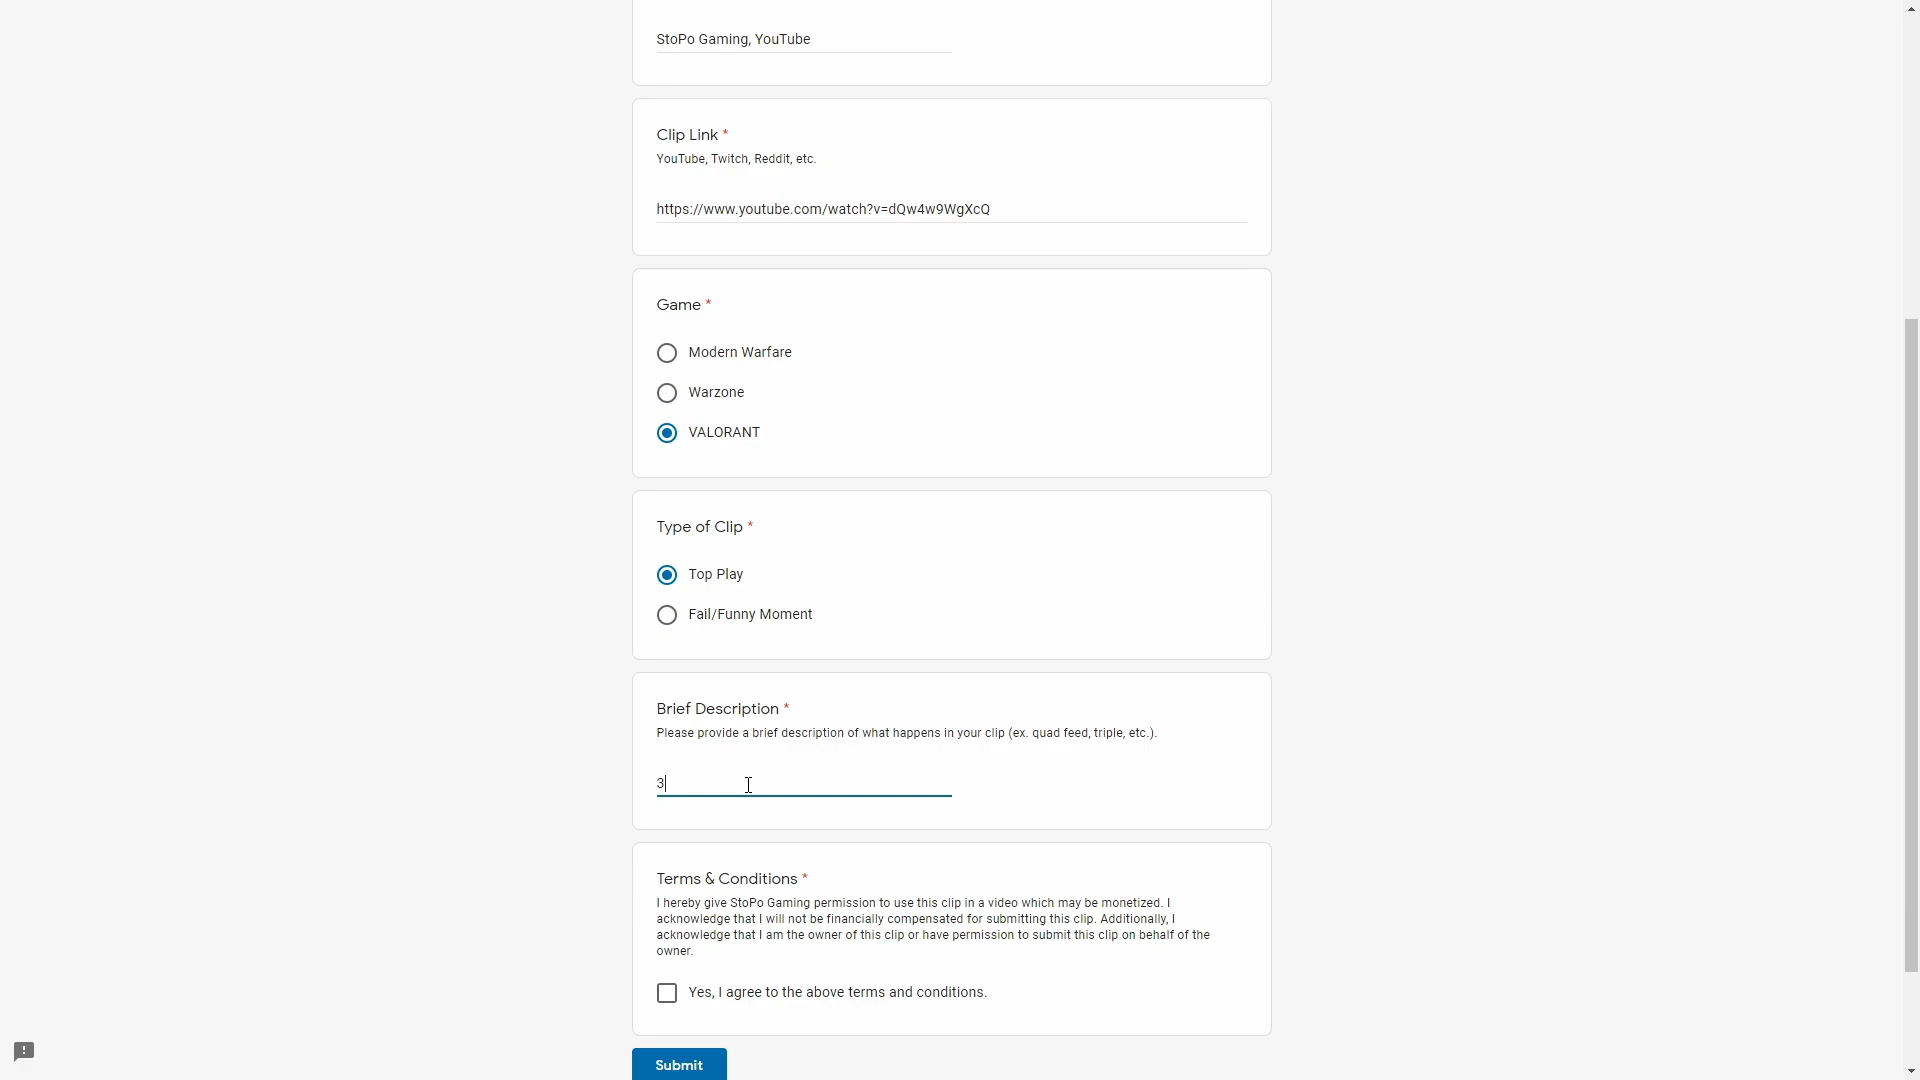 StoPo Gaming, YouTube
Clip Link *
YouTube, Twitch, Reddit, etc.
https://www.youtube.com/watch?v=dQw4w9WgXcQ
Game *
Modern Warfare
Warzone
VALORANT
Type of Clip *
Top Play
Fail/Funny Moment
Brief Description *
Please provide a brief description of what happens in your clip (ex. quad feed, triple, etc.).
3
Terms & Conditions *
I hereby give StoPo Gaming permission to use this clip in a video which may be monetized. I
acknowledge that I will not be financially compensated for submitting this clip. Additionally, I
acknowledge that I am the owner of this clip or have permission to submit this clip on behalf of the
owner.
Yes, I agree to the above terms and conditions.
Submit